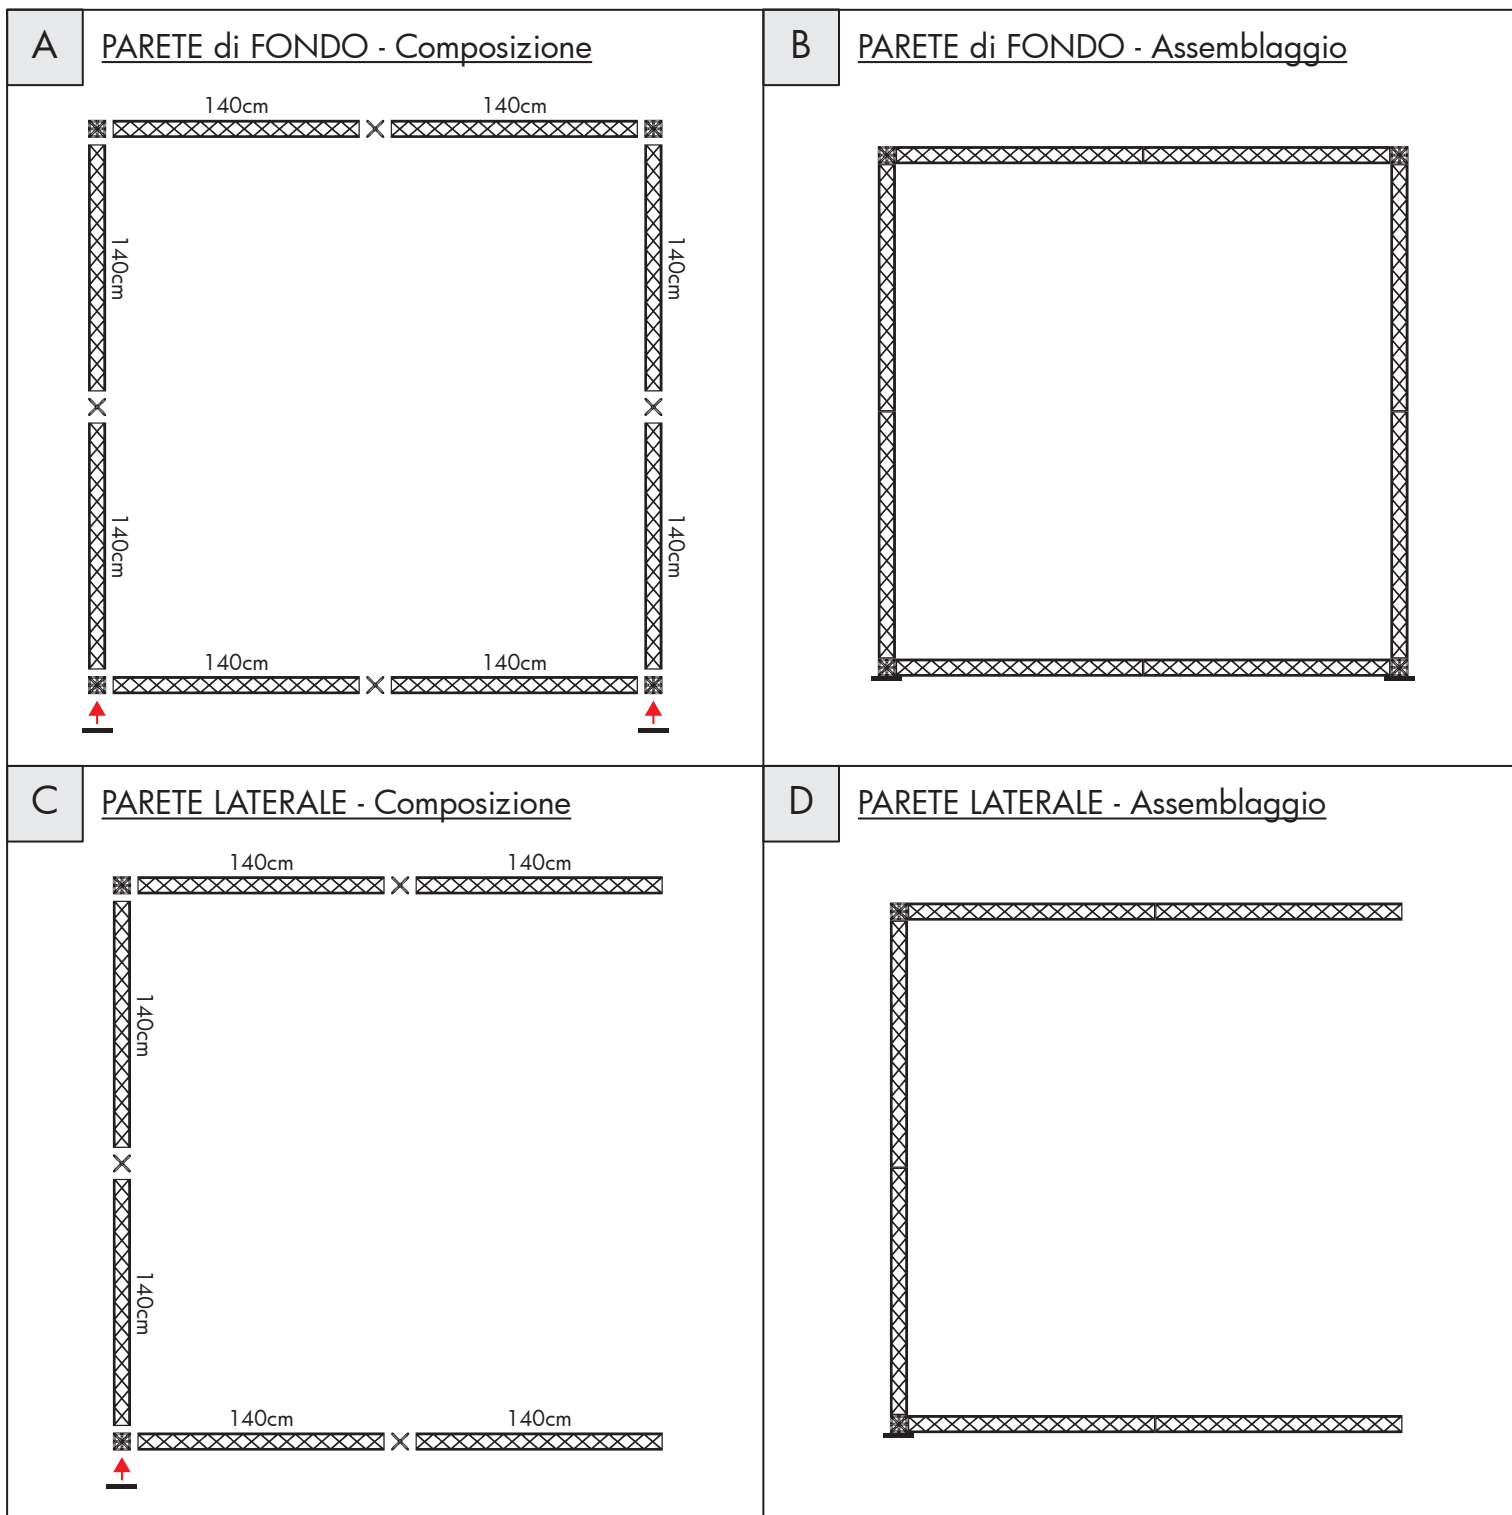 A PARETE di FONDO - Composizione
140cm 140cm
140cm 140cm
140cm 140cm
140cm 140cm
B PARETE di FONDO - Assemblaggio
C PARETE LATERALE - Composizione
140cm 140cm
140cm
140cm
140cm 140cm
D PARETE LATERALE - Assemblaggio